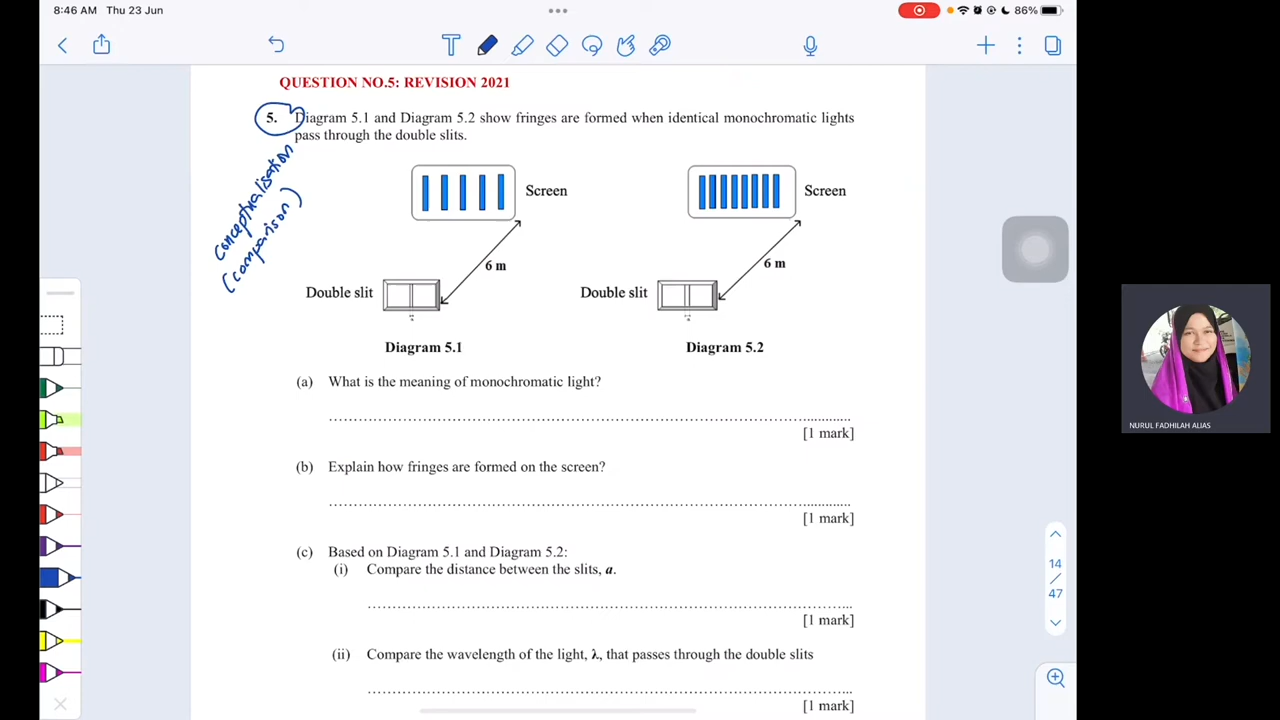 8:46 AM Thu 23 Jun
86%
QUESTION NO.5: REVISION 2021
5. Diagram 5.1 and Diagram 5.2 show fringes are formed when identical monochromatic lights
pass through the double slits.
conceptualisation
(comparison)
Screen
Screen
6 m
6 m
Double slit
Double slit
Diagram 5.1
Diagram 5.2
(a) What is the meaning of monochromatic light?
[1 mark]
(b) Explain how fringes are formed on the screen?
[1 mark]
(c) Based on Diagram 5.1 and Diagram 5.2:
(i) Compare the distance between the slits, a.
[1 mark]
(ii) Compare the wavelength of the light, λ, that passes through the double slits
[1 mark]
14
/
47
NURUL FADHILAH ALIAS